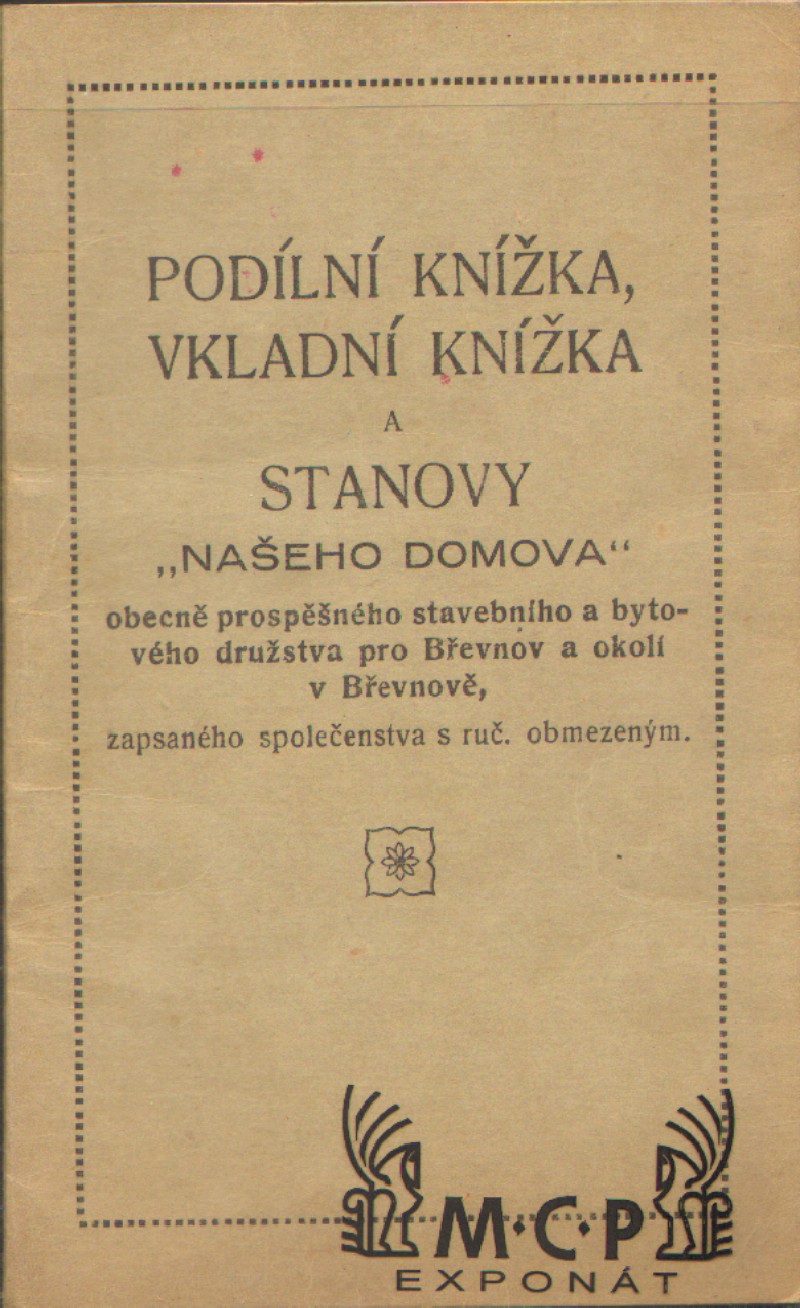 PODÍLNÍ KNÍŽKA,
VKLADNÍ KNÍŽKA
A
STANOVY
„NAŠEHO DOMOVA“
obecně prospěšného stavebního a byto-
vého družstva pro Břevnov a okolí
v Břevnově,
zapsaného společenstva s ruč. obmezeným.
M·C·P
EXPONÁT